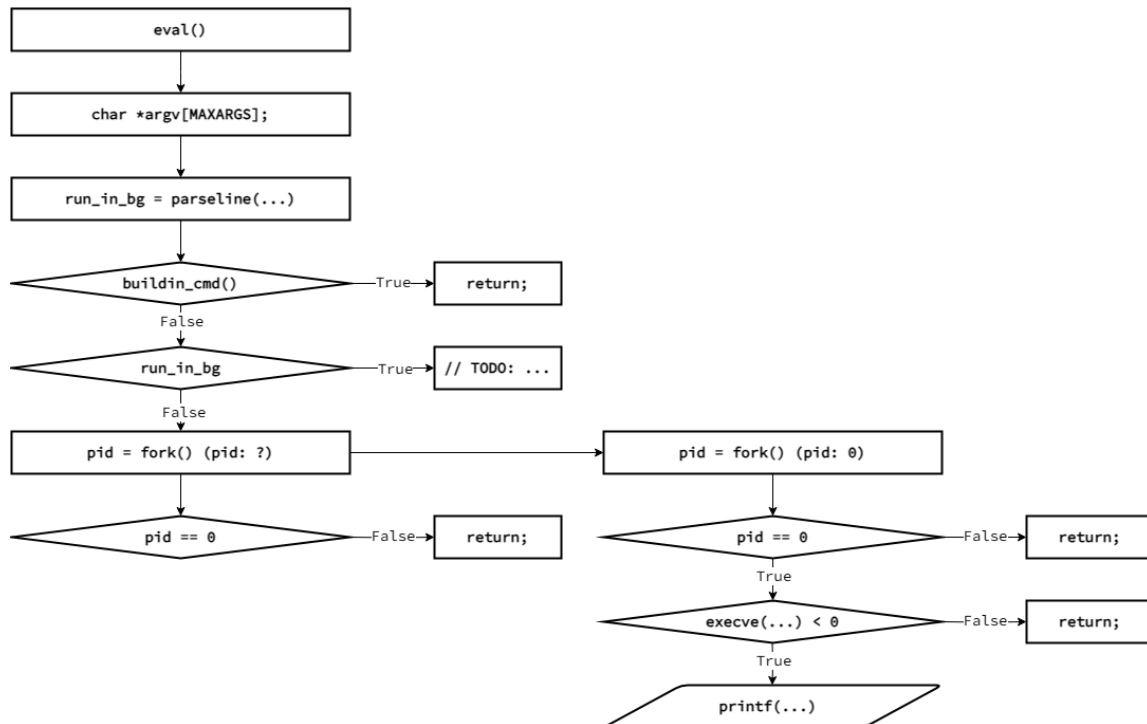 eval()
char *argv[MAXARGS];
run_in_bg = parseline(...)
buildin_cmd()
True
return;
False
run_in_bg
True
// TODO: ...
False
pid = fork() (pid: ?)
pid = fork() (pid: 0)
pid == 0
False
return;
pid == 0
False
return;
True
execve(...) < 0
False
return;
True
printf(...)